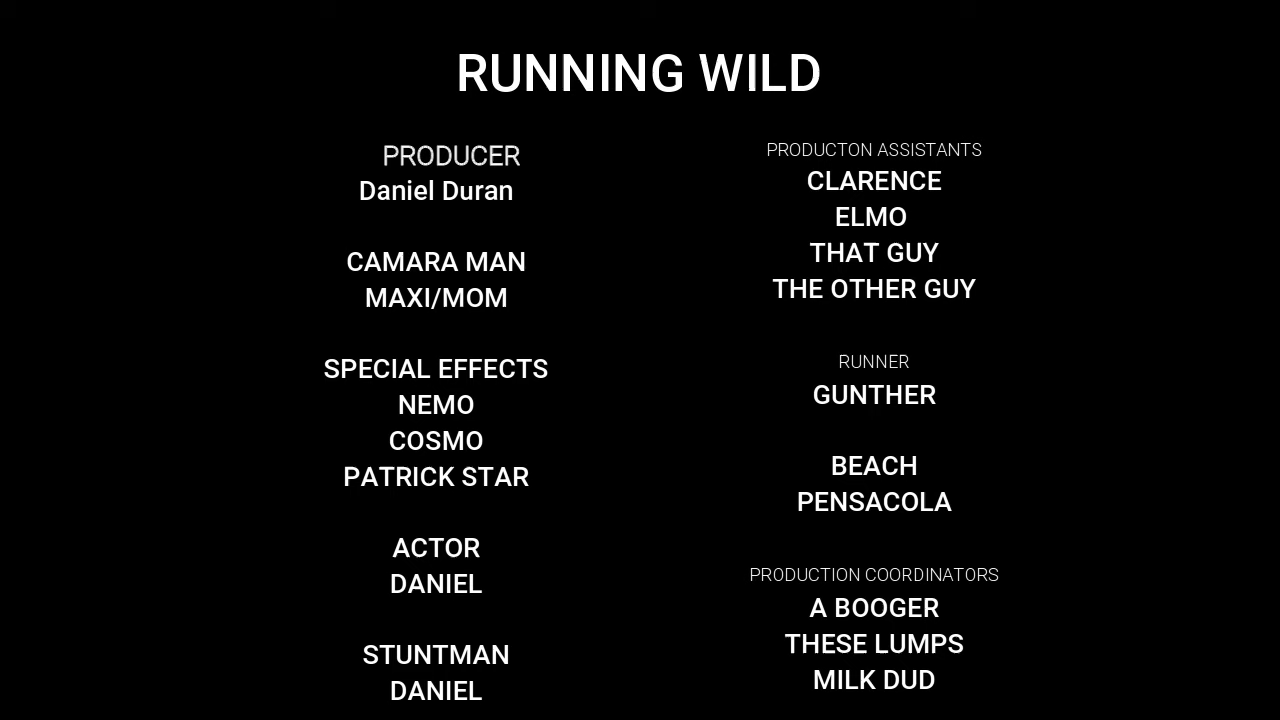 RUNNING WILD
PRODUCER
Daniel Duran
CAMARA MAN
MAXI/MOM
SPECIAL EFFECTS
NEMO
COSMO
PATRICK STAR
ACTOR
DANIEL
STUNTMAN
DANIEL
PRODUCTON ASSISTANTS
CLARENCE
ELMO
THAT GUY
THE OTHER GUY
RUNNER
GUNTHER
BEACH
PENSACOLA
PRODUCTION COORDINATORS
A BOOGER
THESE LUMPS
MILK DUD